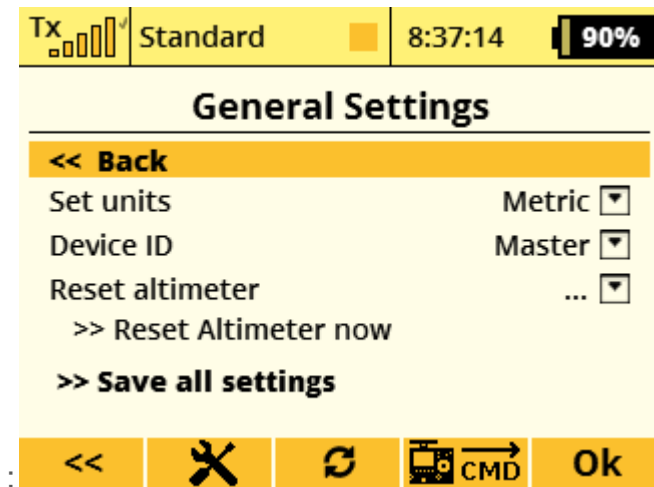 Tx Standard 8:37:14 90%
General Settings
<< Back
Set units Metric
Device ID Master
Reset altimeter ...
>> Reset Altimeter now
>> Save all settings
: << CMD Ok